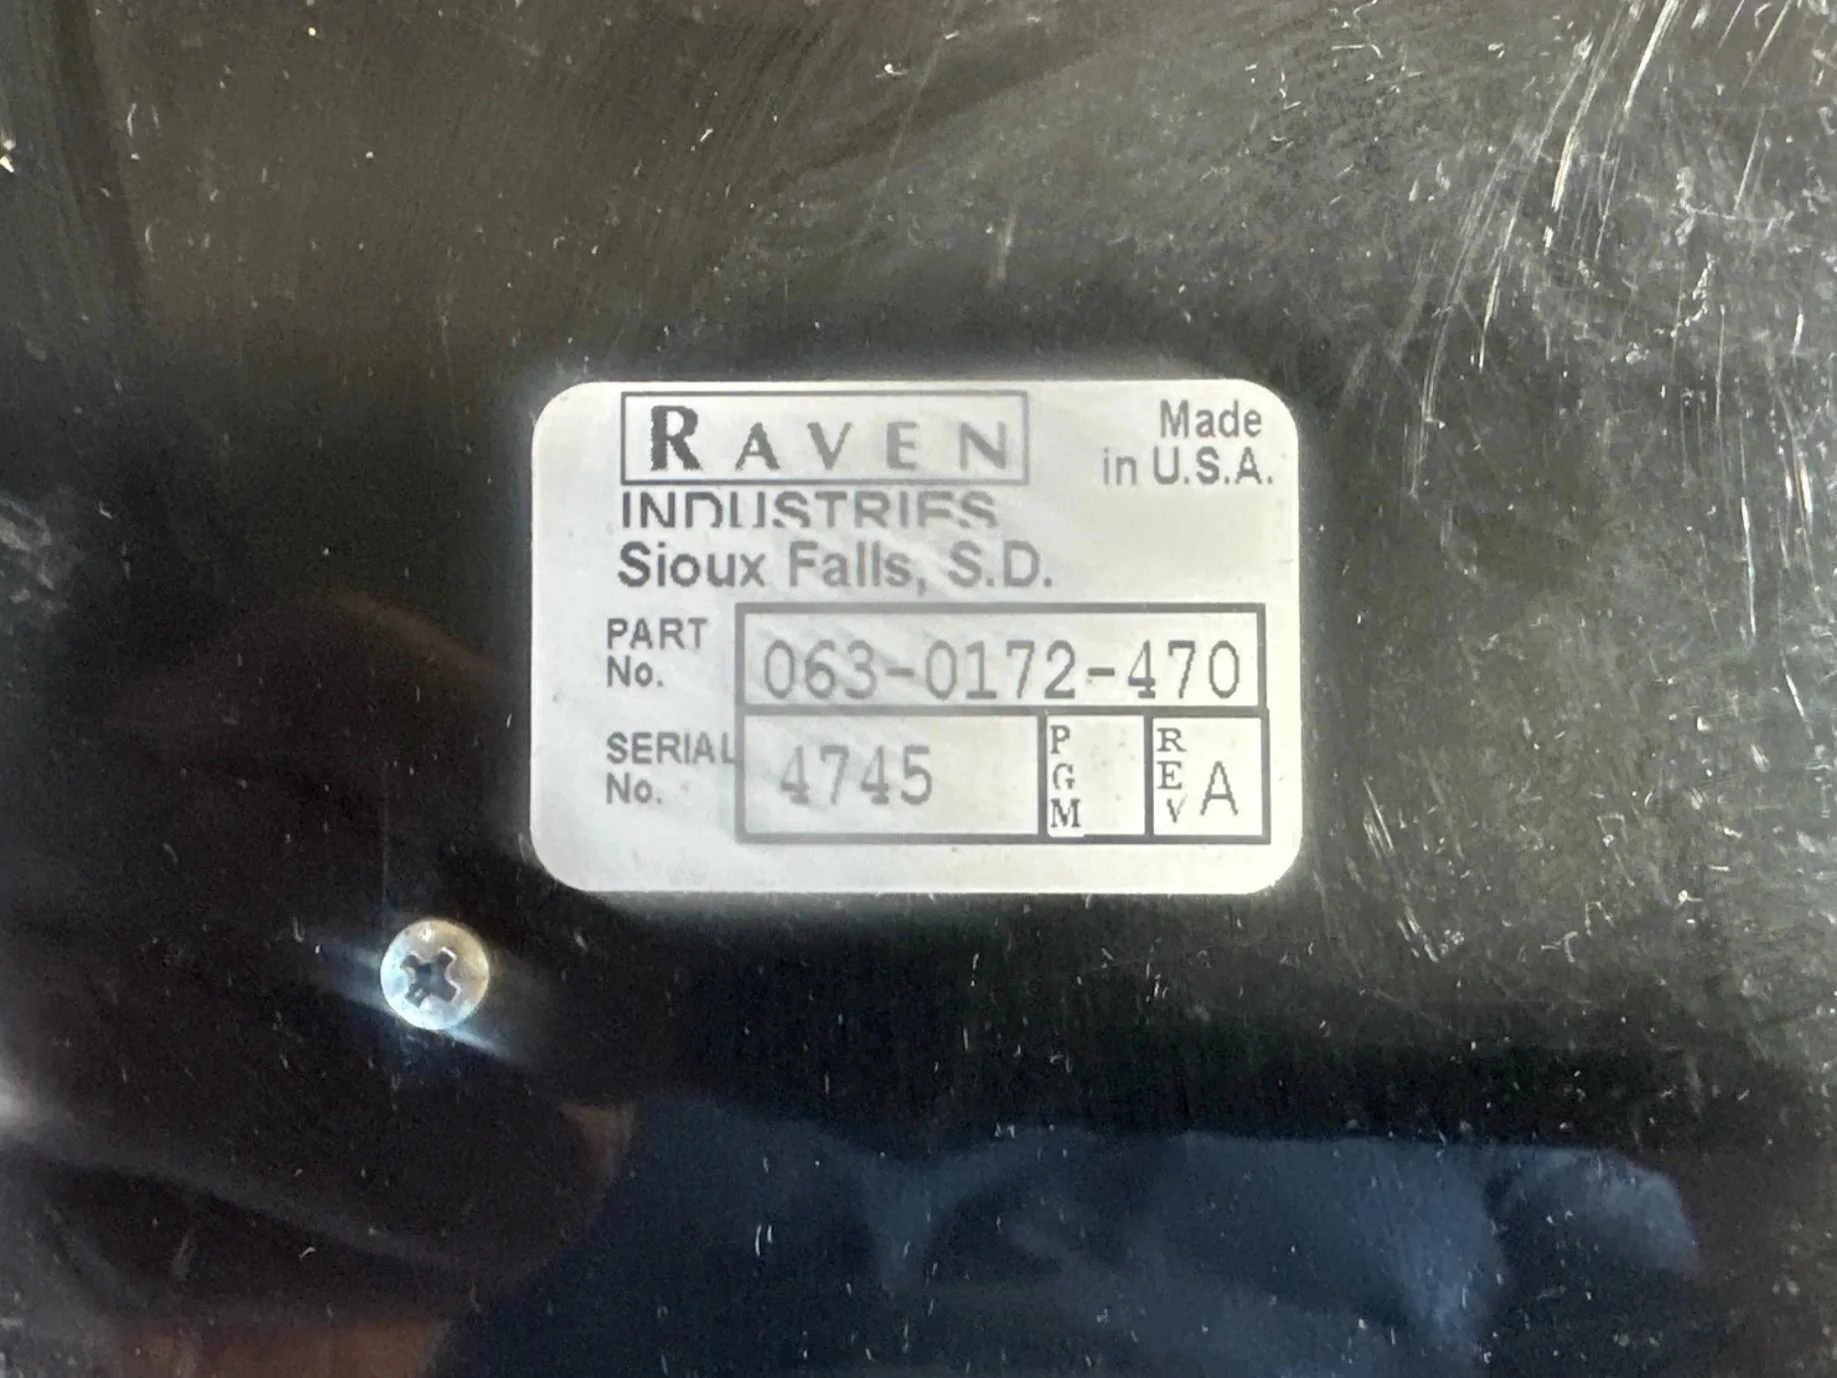 RAVEN
Made
in U.S.A.
INDUSTRIES
Sioux Falls, S.D.
PART
No.
063-0172-470
SERIAL
No.
4745
PGM
REV
A